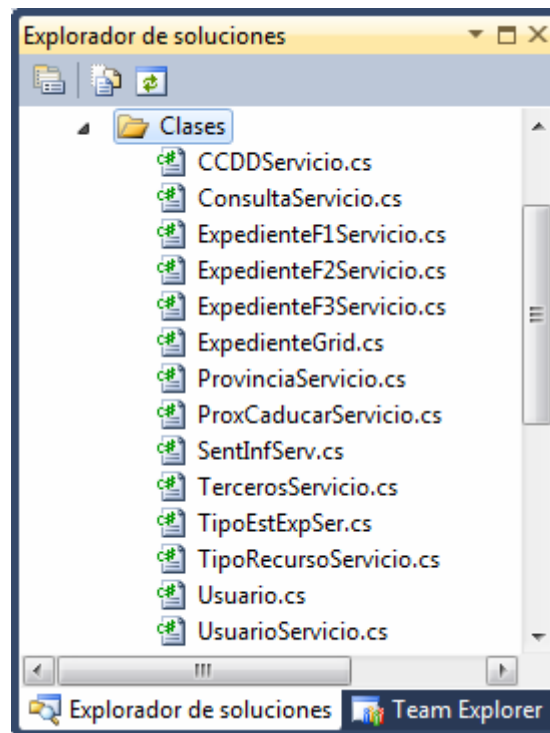 Explorador de soluciones
Clases
CCDDServicio.cs
ConsultaServicio.cs
ExpedienteF1Servicio.cs
ExpedienteF2Servicio.cs
ExpedienteF3Servicio.cs
ExpedienteGrid.cs
ProvinciaServicio.cs
ProxCaducarServicio.cs
SentInfServ.cs
TercerosServicio.cs
TipoEstExpSer.cs
TipoRecursoServicio.cs
Usuario.cs
UsuarioServicio.cs
Explorador de soluciones Team Explorer